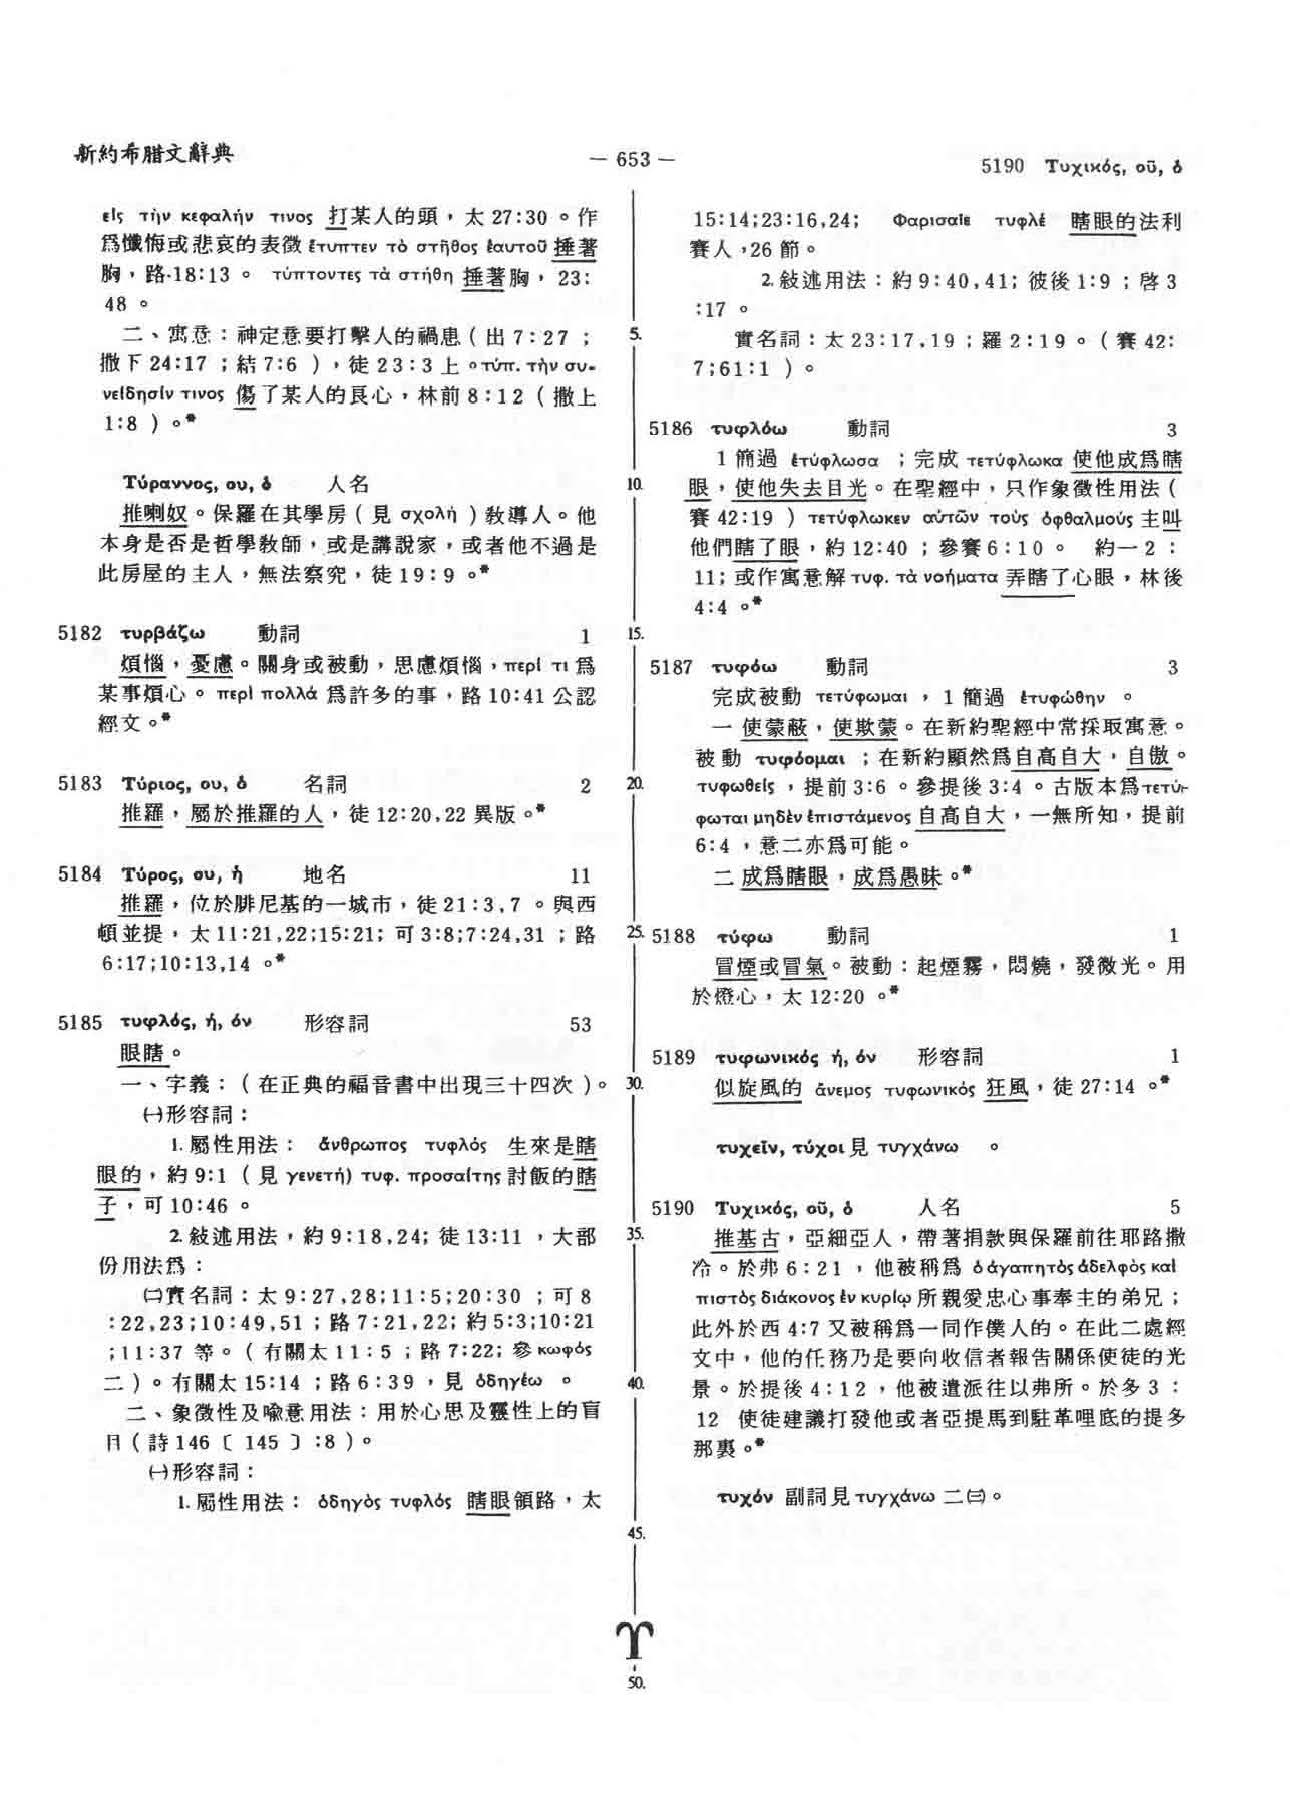 新約希腊文辭典
— 653 —
5190 Τυχικός, οῦ, ὁ
εἰς τὴν κεφαλήν τινος 打某人的頭，太 27:30 。作
爲懺悔或悲哀的表徵 ἔτυπτεν τὸ στῆθος ἑαυτοῦ 捶著
胸，路 18:13 。 τύπτοντες τὰ στήθη 捶著胸， 23:
48 。
二、寓意：神定意要打擊人的禍患（出 7:27 ；
撒下 24:17 ；結 7:6 ），徒 23:3 上。τύπ. τὴν συ-
νείδησίν τινος 傷了某人的良心，林前 8:12（撒上
1:8 ）。*
Τύραννος, ου, ὁ 人名
推喇奴。保羅在其學房（見 σχολή ）教導人。他
本身是否是哲學教師，或是講說家，或者他不過是
此房屋的主人，無法察究，徒 19:9 。*
5182 τυρβάζω 動詞 1
煩惱，憂慮。關身或被動，思慮煩惱，περί τι 爲
某事煩心。 περὶ πολλά 爲許多的事，路 10:41 公認
經文。*
5183 Τύριος, ου, ὁ 名詞 2
推羅，屬於推羅的人，徒 12:20,22 異版。*
5184 Τύρος, ου, ἡ 地名 11
推羅，位於腓尼基的一城市，徒 21:3,7 。與西
頓並提，太 11:21,22;15:21; 可 3:8;7:24,31 ；路
6:17;10:13,14 。*
5185 τυφλός, ή, όν 形容詞 53
眼瞎。
一、字義：（在正典的福音書中出現三十四次）。
㈠形容詞：
1. 屬性用法： ἄνθρωπος τυφλός 生來是瞎
眼的，約 9:1 （見 γενετή) τυφ. προσαίτης 討飯的瞎
子，可 10:46 。
2. 敍述用法，約 9:18,24; 徒 13:11 ，大部
份用法爲：
㈡實名詞：太 9:27,28;11:5;20:30 ；可 8
:22,23;10:49,51 ；路 7:21,22; 約 5:3;10:21
;11:37 等。（有關太 11:5 ；路 7:22; 參 κωφός
二）。有關太 15:14 ；路 6:39 ，見 ὁδηγέω 。
二、象徵性及喩意用法：用於心思及靈性上的盲
目（詩 146〔 145 〕:8 ）。
㈠形容詞：
1. 屬性用法： ὁδηγὸς τυφλός 瞎眼領路，太
5.
10.
15.
20.
25.
30.
35.
40.
45.
ϒ
50.
15:14;23:16,24; Φαρισαῖε τυφλέ 瞎眼的法利
賽人，26 節。
2. 敍述用法：約 9:40,41; 彼後 1:9 ；啓 3
:17 。
實名詞：太 23:17,19 ；羅 2:19 。（賽 42:
7;61:1 ）。
5186 τυφλόω 動詞 3
1 簡過 ἐτύφλωσα ；完成 τετύφλωκα 使他成爲瞎
眼，使他失去目光。在聖經中，只作象徵性用法（
賽 42:19 ） τετύφλωκεν αὐτῶν τοὺς ὀφθαλμούς 主叫
他們瞎了眼，約 12:40 ；參賽 6:10 。 約一 2 :
11; 或作寓意解 τυφ. τὰ νοήματα 弄瞎了心眼，林後
4:4 。*
5187 τυφόω 動詞 3
完成被動 τετύφωμαι ， 1 簡過 ἐτυφώθην 。
一 使蒙蔽，使欺蒙。在新約聖經中常採取寓意。
被動 τυφόομαι ；在新約顯然爲自高自大，自傲。
τυφωθείς ，提前 3:6 。參提後 3:4 。古版本爲τετύ-
φωται μηδὲν ἐπιστάμενος 自高自大，一無所知，提前
6:4 ，意二亦爲可能。
二 成爲瞎眼，成爲愚昧。*
5188 τύφω 動詞 1
冒煙或冒氣。被動：起煙霧，悶燒，發微光。用
於燈心，太 12:20 。*
5189 τυφωνικός ή, όν 形容詞 1
似旋風的 ἄνεμος τυφωνικός 狂風，徒 27:14 。*
τυχεῖν, τύχοι 見 τυγχάνω 。
5190 Τυχικός, οῦ, ὁ 人名 5
推基古，亞細亞人，帶著捐款與保羅前往耶路撒
冷。於弗 6:21 ，他被稱爲 ὁ ἀγαπητὸς ἀδελφὸς καὶ
πιστὸς διάκονος ἐν κυρίῳ 所親愛忠心事奉主的弟兄；
此外於西 4:7 又被稱爲一同作僕人的。在此二處經
文中，他的任務乃是要向收信者報告關係使徒的光
景。於提後 4:12 ，他被遣派往以弗所。於多 3 :
12 使徒建議打發他或者亞提馬到駐革哩底的提多
那裏。*
τυχόν 副詞見 τυγχάνω 二㈢。